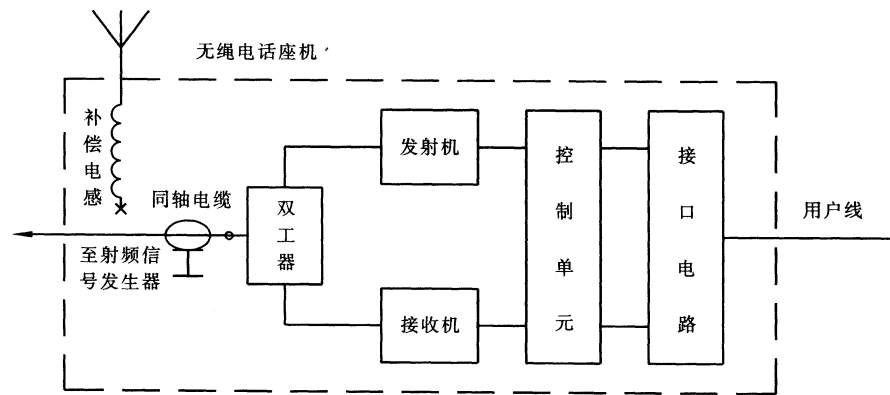 无绳电话座机
补偿电感
同轴电缆
至射频信
号发生器
双工器
发射机
接收机
控制单元
接口电路
用户线